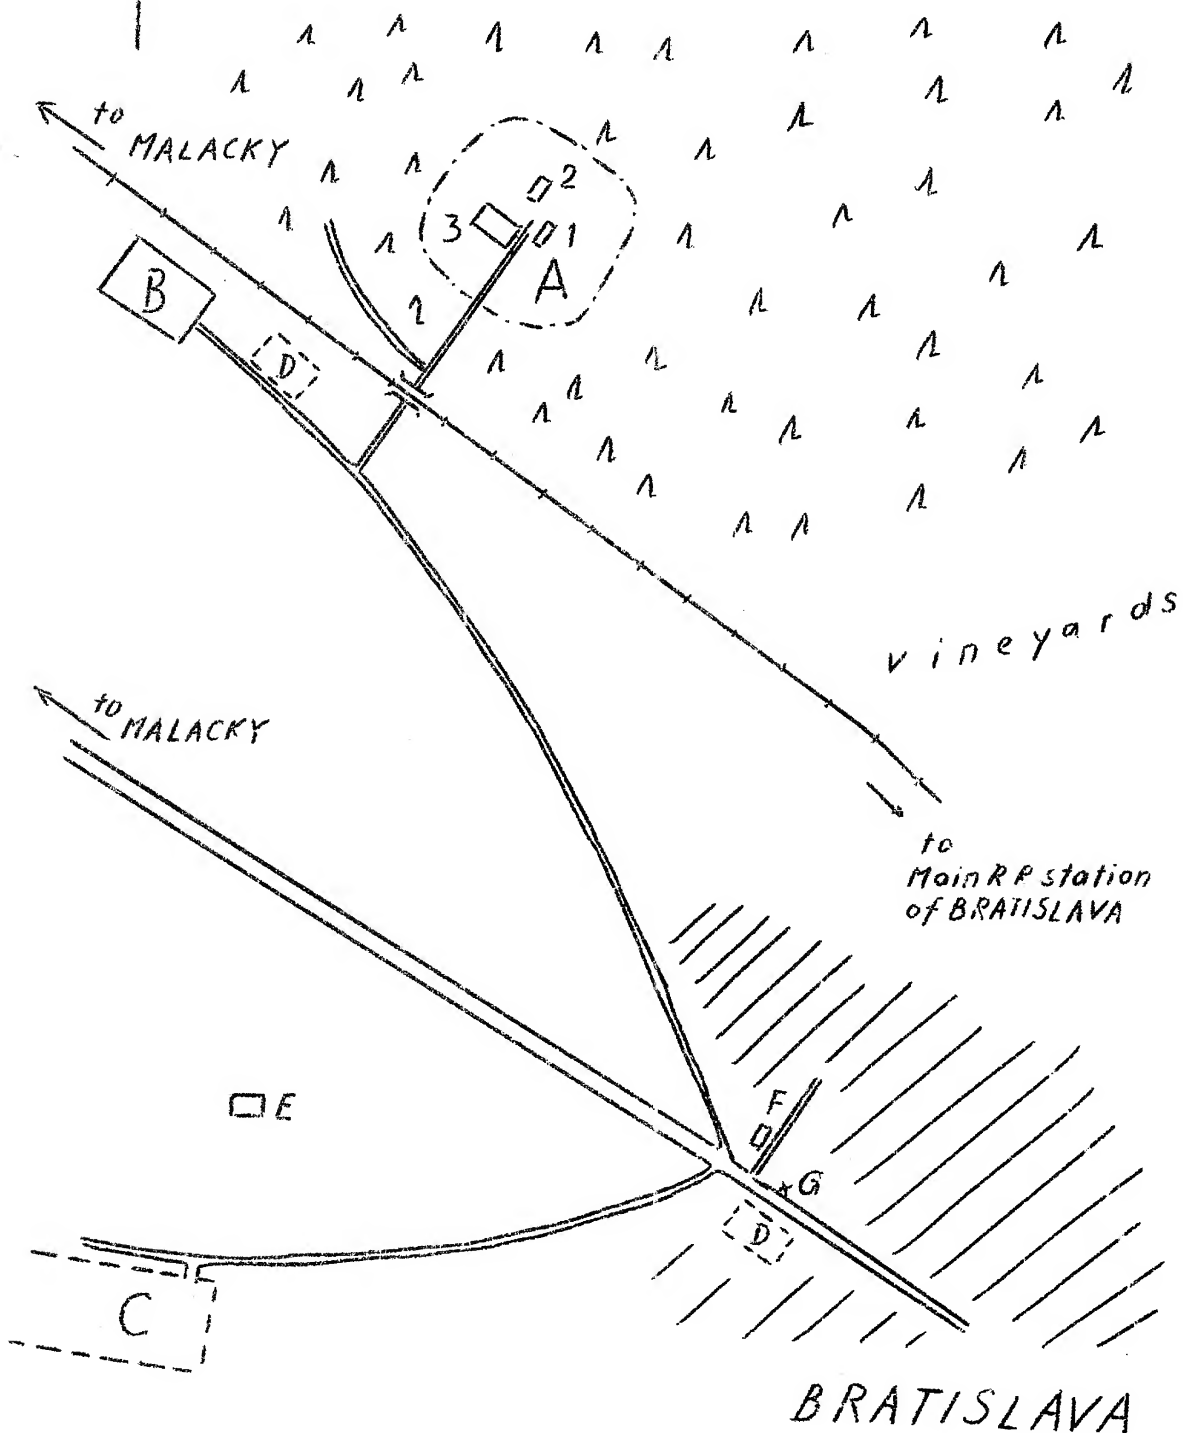 to
MALACKY
2
3
1
A
B
D
vineyards
to
MALACKY
to
Main RR station
of BRATISLAVA
E
F
G
D
C
BRATISLAVA